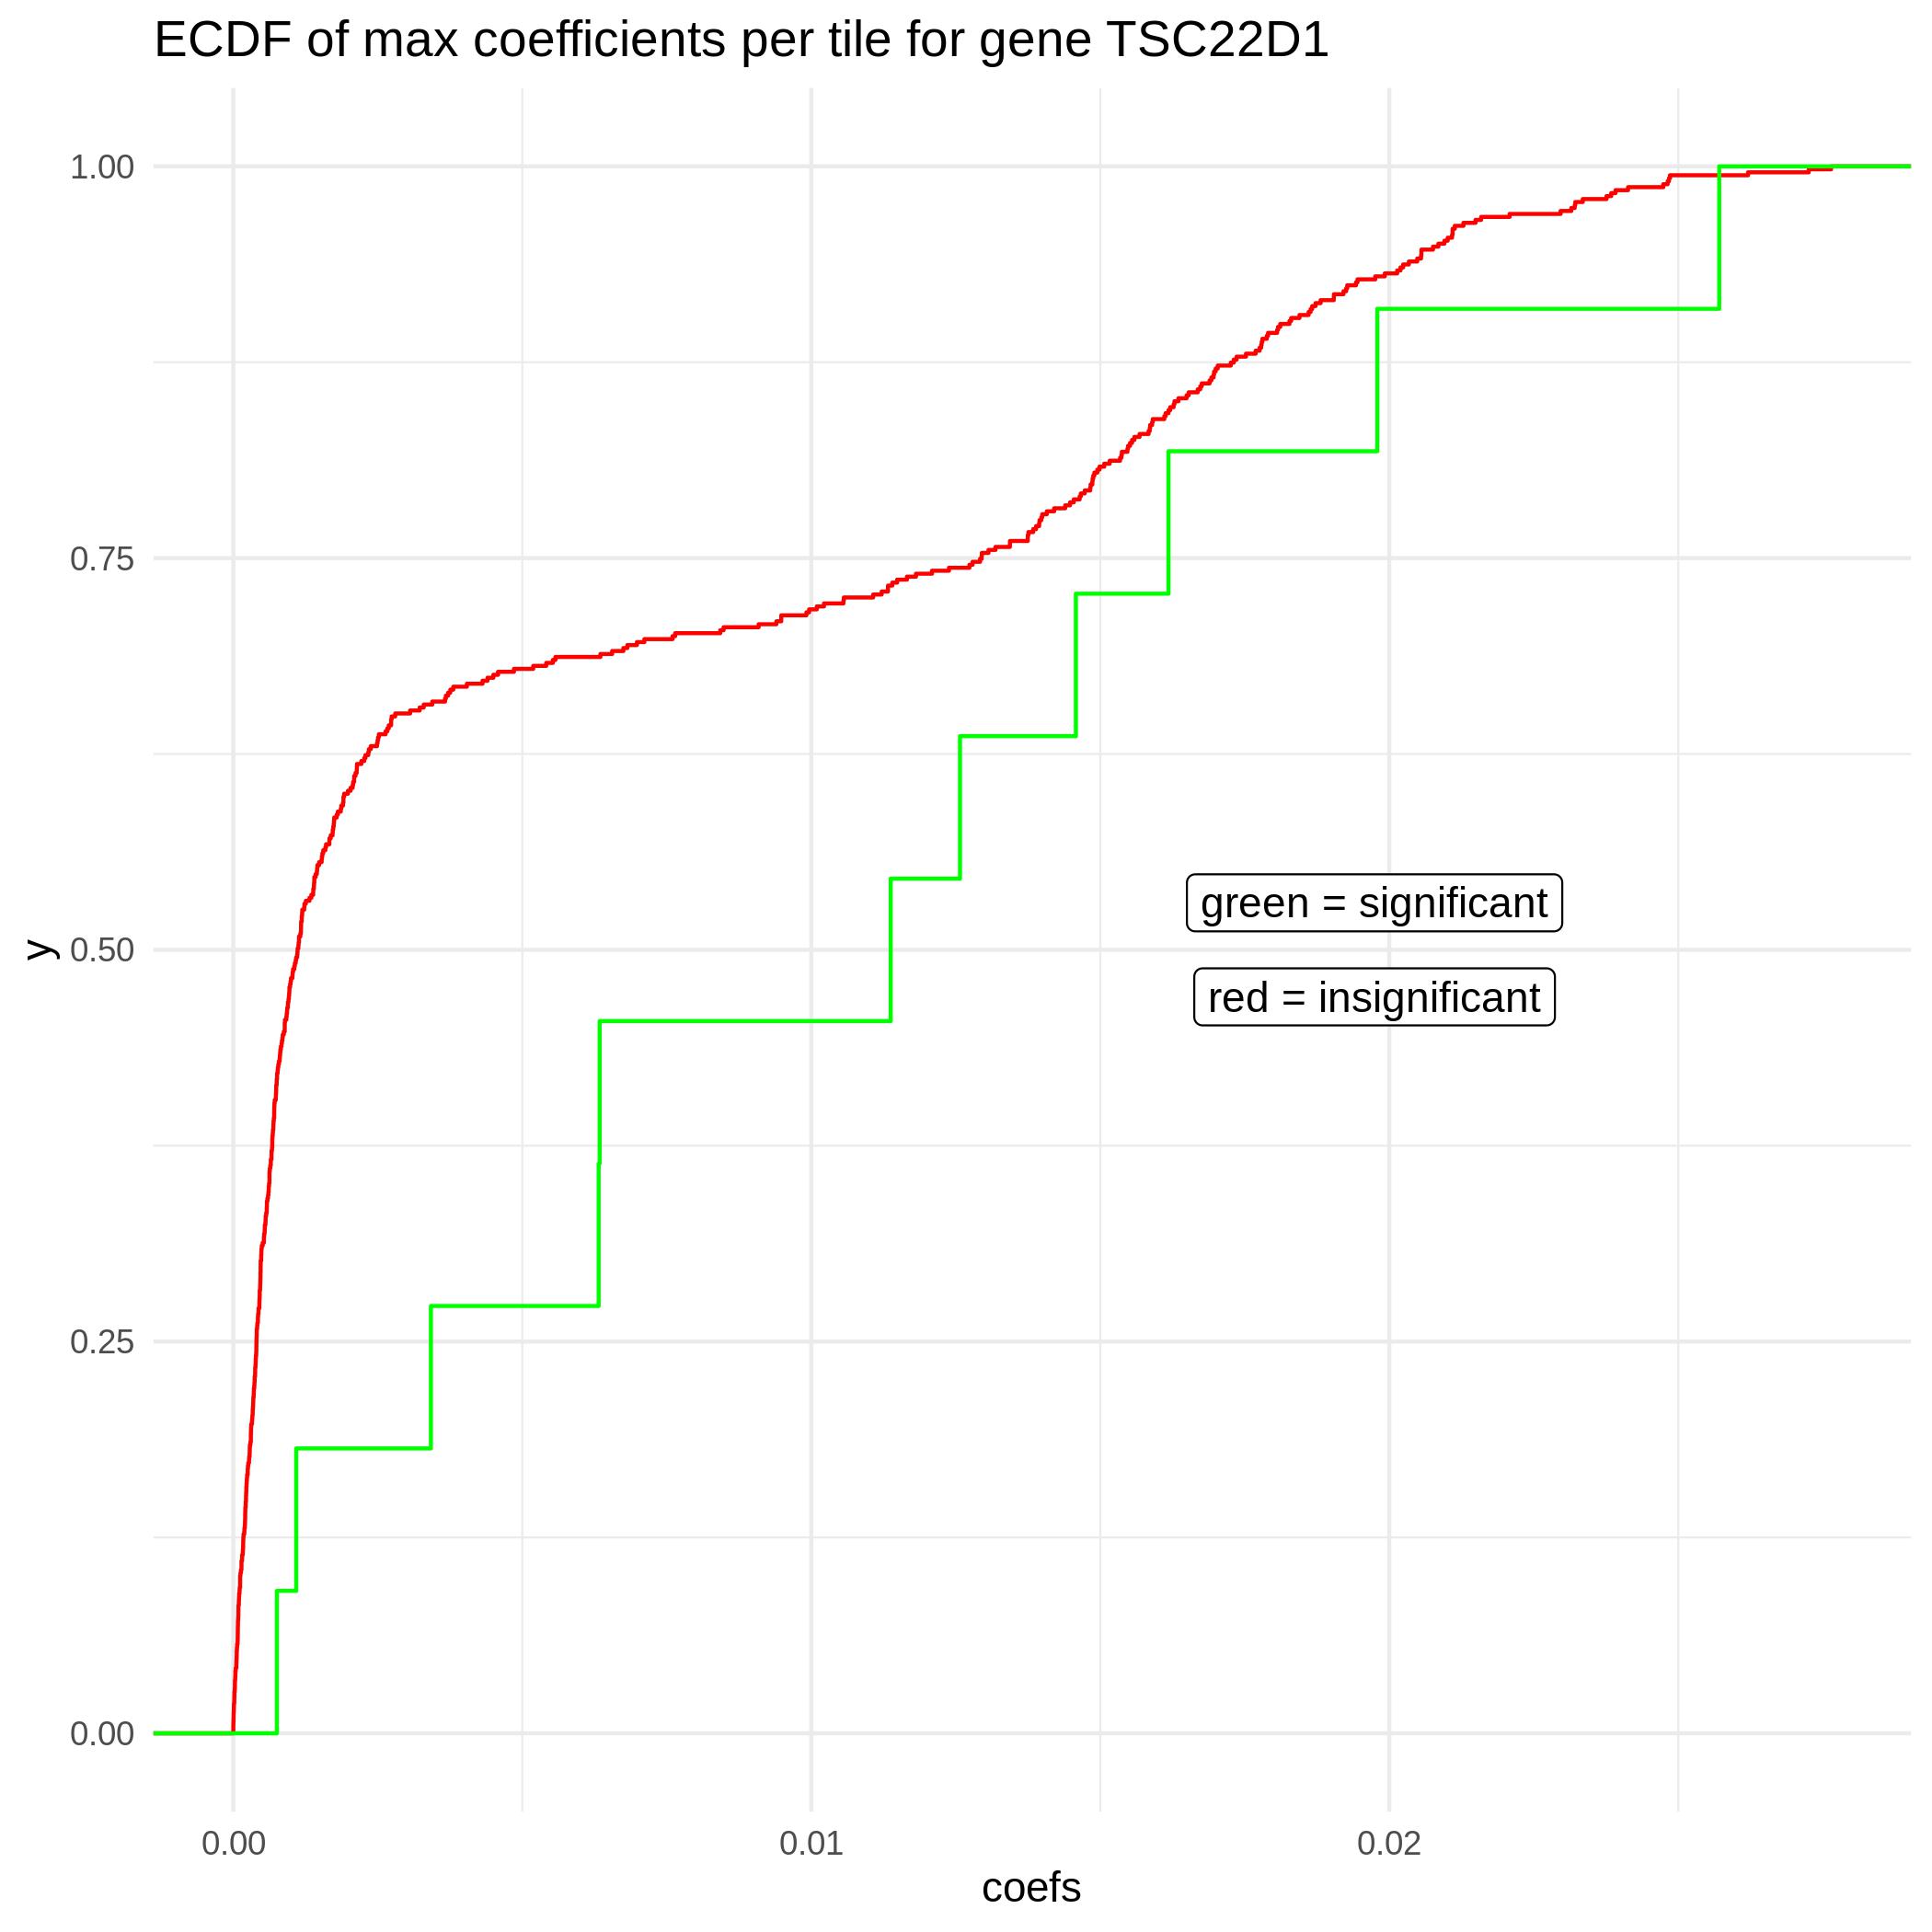 ECDF of max coefficients per tile for gene TSC22D1
1.00
0.75
0.50
0.25
0.00
y
green = significant
red = insignificant
0.00 0.01 0.02
coefs